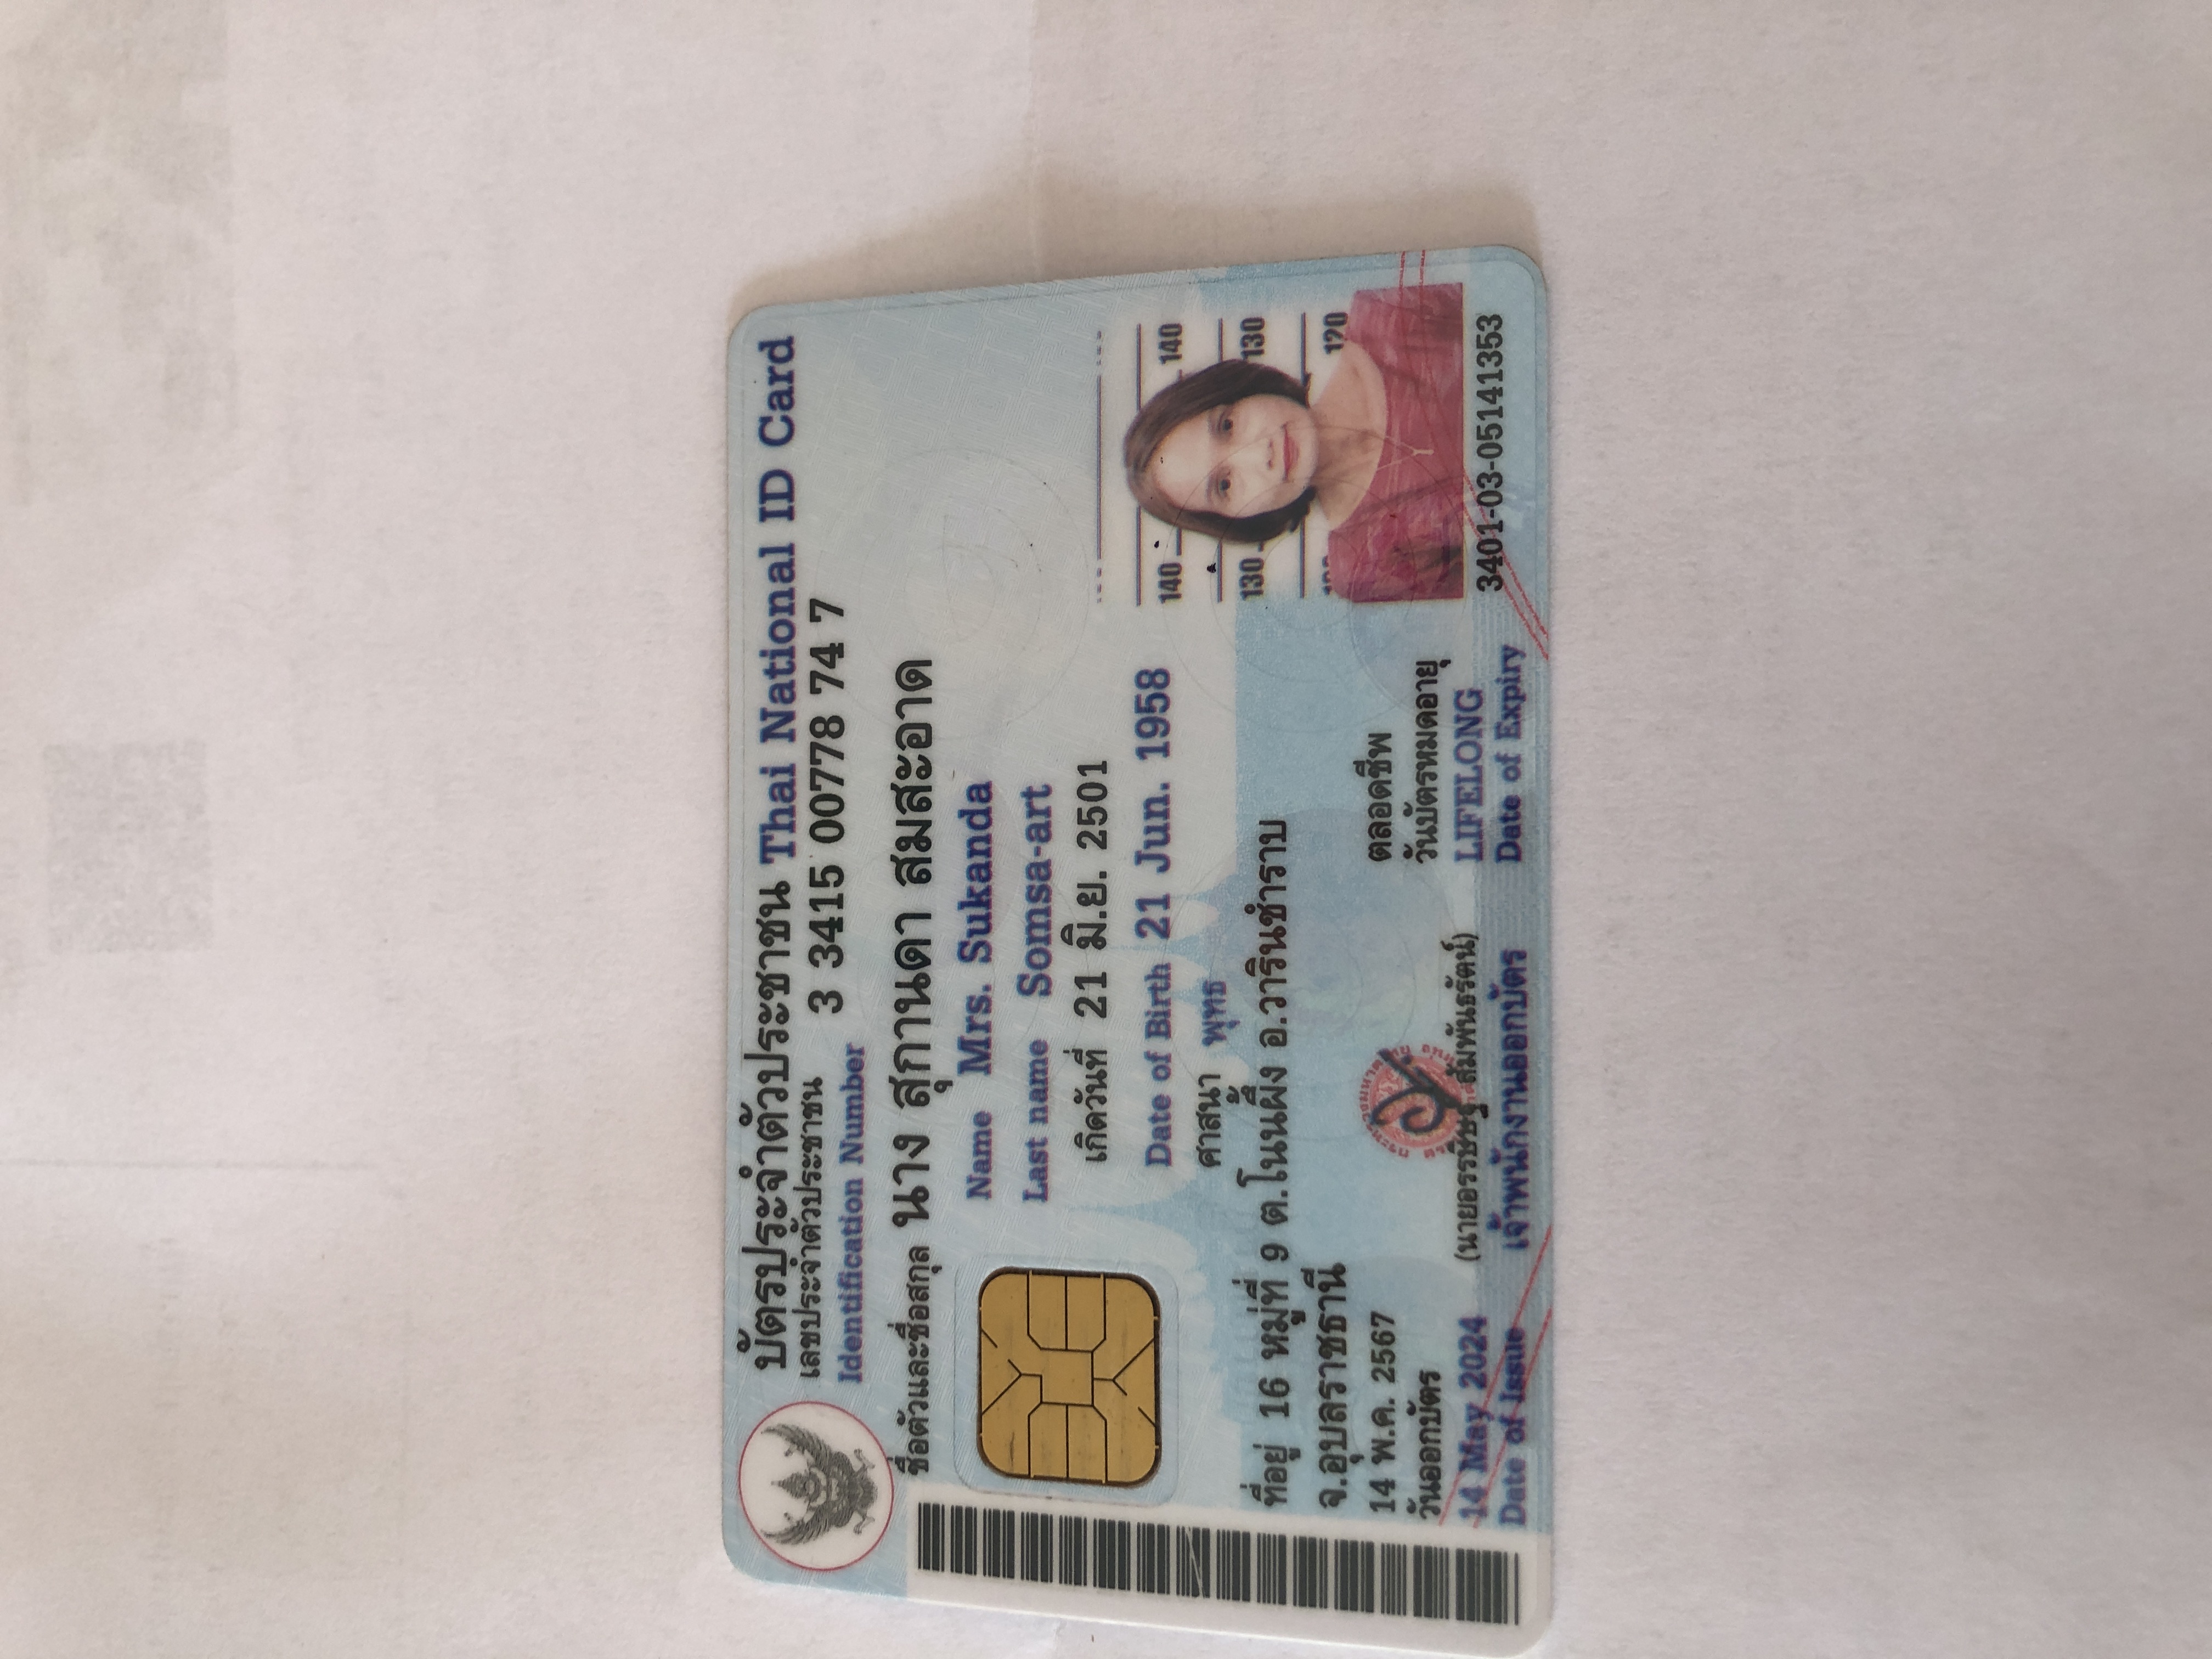 บัตรประจำตัวประชาชน Thai National ID Card
เลขประจำตัวประชาชน
Identification Number
3 3415 00778 74 7
ชื่อตัวและชื่อสกุล นาง สุกานดา สมสะอาด
Name Mrs. Sukanda
Last name Somsa-art
เกิดวันที่ 21 มิ.ย. 2501
Date of Birth 21 Jun. 1958
ศาสนา พุทธ
ที่อยู่ 16 หมู่ที่ 9 ต.โนนผึ้ง อ.วารินชำราบ
จ.อุบลราชธานี
14 พ.ค. 2567
วันออกบัตร
14 May 2024
Date of Issue
สัมพันธรัตน์)
เจ้าพนักงานออกบัตร
ตลอดชีพ
วันบัตรหมดอายุ
LIFELONG
Date of Expiry
140 140
130 130
120
3401-03-05141353